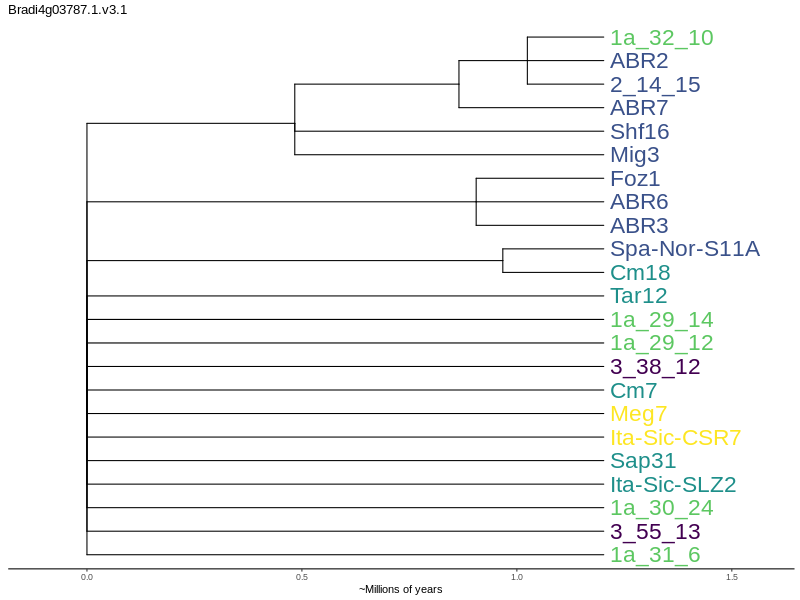 Bradi4g03787.1.v3.1
1a_32_10
ABR2
2_14_15
ABR7
Shf16
Mig3
Foz1
ABR6
ABR3
Spa-Nor-S11A
Cm18
Tar12
1a_29_14
1a_29_12
3_38_12
Cm7
Meg7
Ita-Sic-CSR7
Sap31
Ita-Sic-SLZ2
1a_30_24
3_55_13
1a_31_6
0.0 0.5 1.0 1.5
~Millions of years